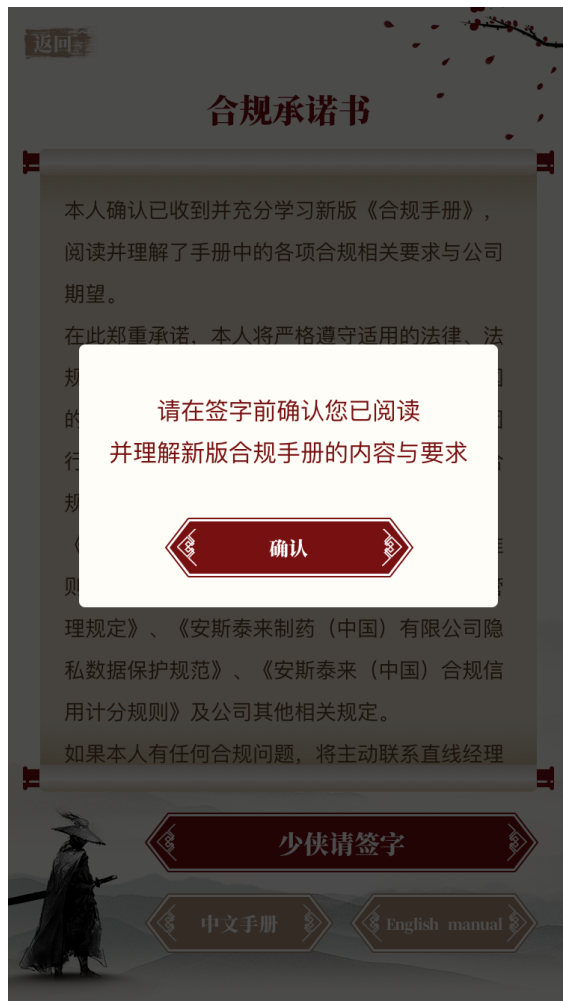 返回
合规承诺书
本人确认已收到并充分学习新版《合规手册》，
阅读并理解了手册中的各项合规相关要求与公司
期望。
在此郑重承诺，本人将严格遵守适用的法律、法
请在签字前确认您已阅读
并理解新版合规手册的内容与要求
确认
理规定》、《安斯泰来制药（中国）有限公司隐
私数据保护规范》、《安斯泰来（中国）合规信
用计分规则》及公司其他相关规定。
如果本人有任何合规问题，将主动联系直线经理
少侠请签字
中文手册
English manual